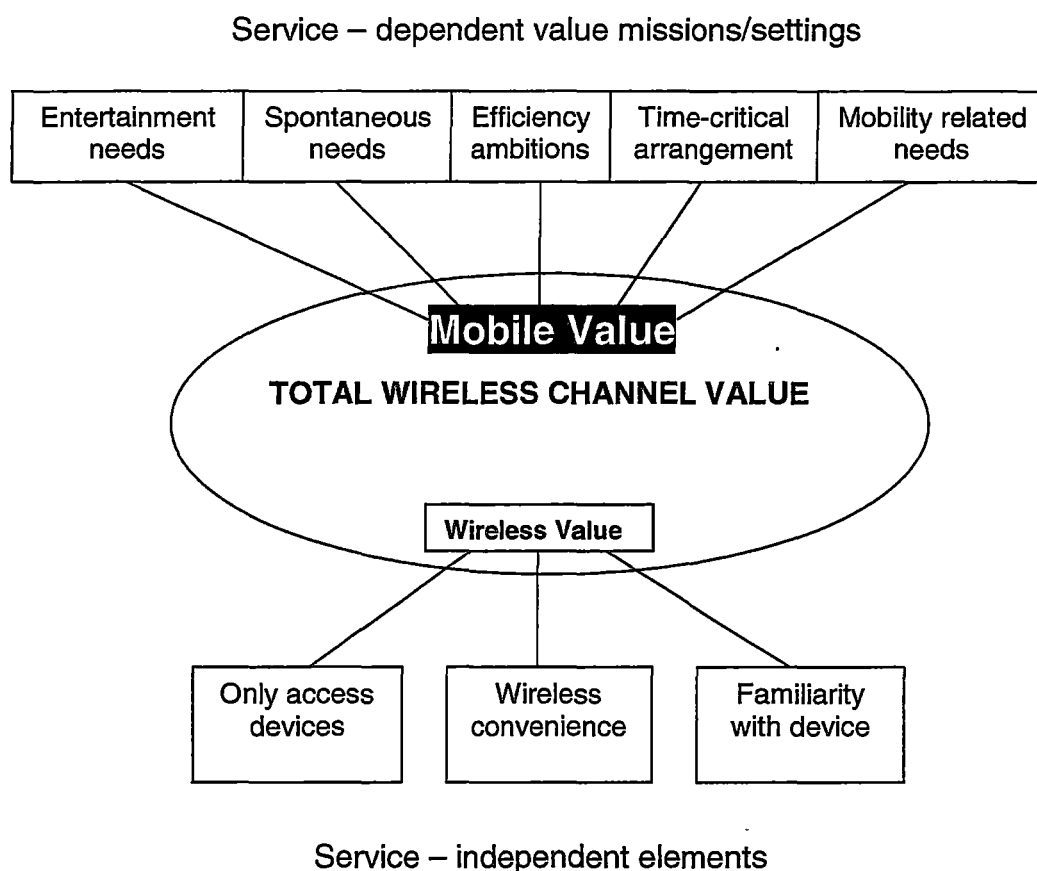 Service – dependent value missions/settings
Entertainment needs
Spontaneous needs
Efficiency ambitions
Time-critical arrangement
Mobility related needs
Mobile Value
TOTAL WIRELESS CHANNEL VALUE
Wireless Value
Only access devices
Wireless convenience
Familiarity with device
Service – independent elements